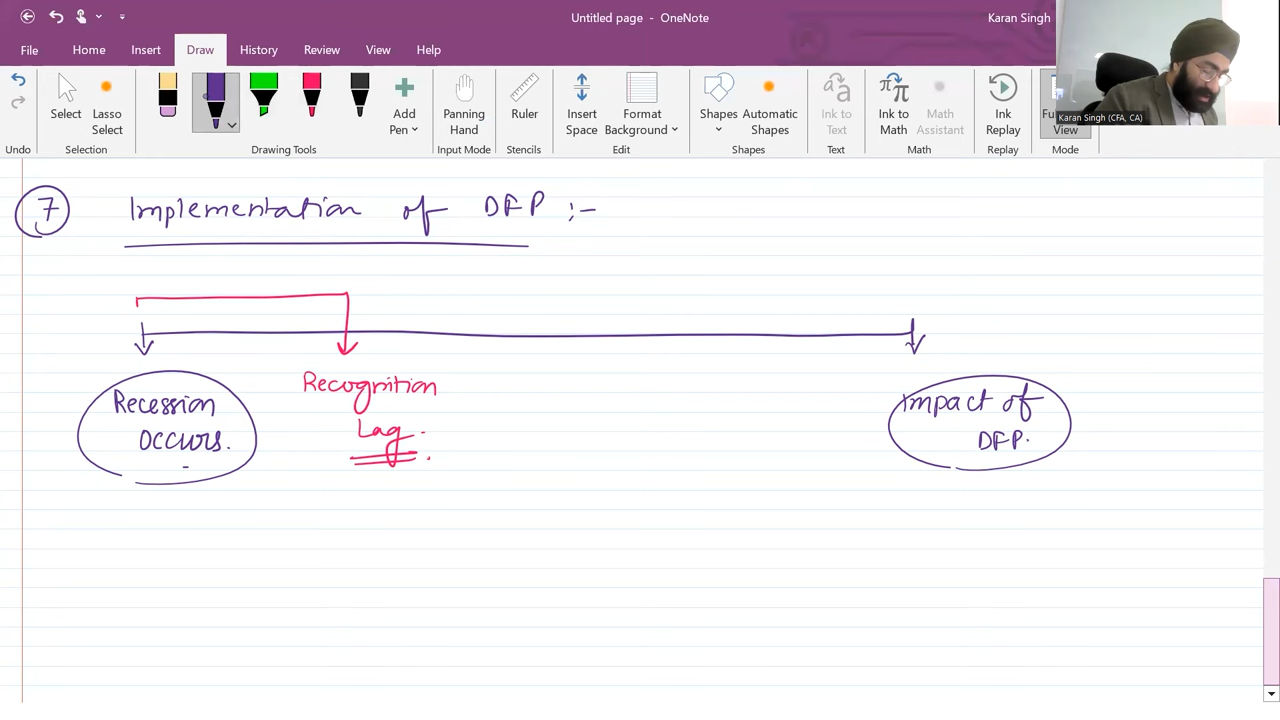 Untitled page - OneNote
Karan Singh
File Home Insert Draw History Review View Help
Undo
Select
Lasso Select
Selection
Add Pen
Drawing Tools
Panning Hand
Input Mode
Ruler
Stencils
Insert Space
Format Background
Edit
Shapes
Automatic Shapes
Shapes
Ink to Text
Text
Ink to Math
Math Assistant
Math
Ink Replay
Replay
View
Mode
Karan Singh (CFA, CA)
7 Implementation of DFP :-
Recession
Occurs.
Recognition
Lag.
Impact of
DFP.